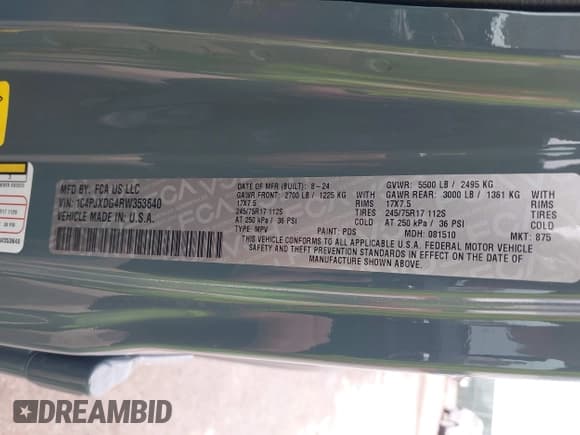 MFD BY: FCA US LLC
VIN: 1C4PJXDG4RW353640
VEHICLE MADE IN U.S.A.
DATE OF MFR (BUILT): 8-24
GAWR FRONT: 2700 LB / 1225 KG
17X7.5 RIMS
245/75R17 112S TIRES
AT 250 kPa / 36 PSI COLD
TYPE: MPV
PAINT: PDS
GVWR: 5500 LB / 2495 KG
GAWR REAR: 3000 LB / 1361 KG
17X7.5 RIMS
245/75R17 112S TIRES
AT 250 kPa / 36 PSI COLD
MDH: 081510
MKT: 875
THIS VEHICLE CONFORMS TO ALL APPLICABLE U.S.A. FEDERAL MOTOR VEHICLE
SAFETY AND THEFT PREVENTION STANDARDS IN EFFECT ON THE DATE OF
MANUFACTURE SHOWN ABOVE.
DREAMBID